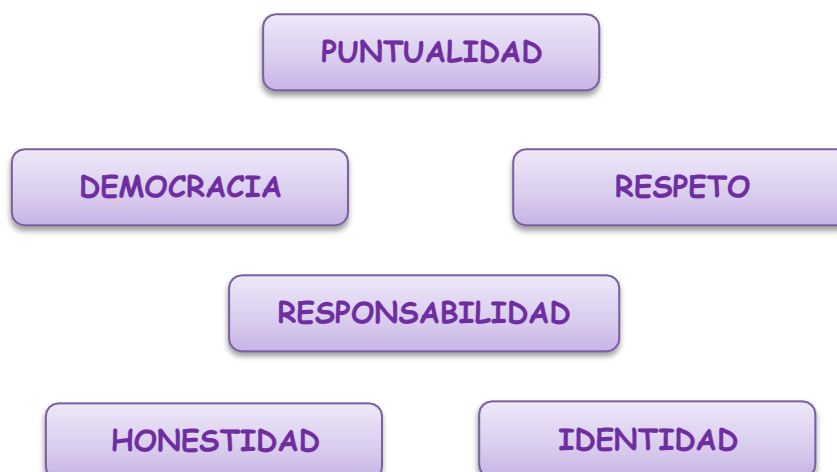 PUNTUALIDAD
DEMOCRACIA
RESPETO
RESPONSABILIDAD
HONESTIDAD
IDENTIDAD